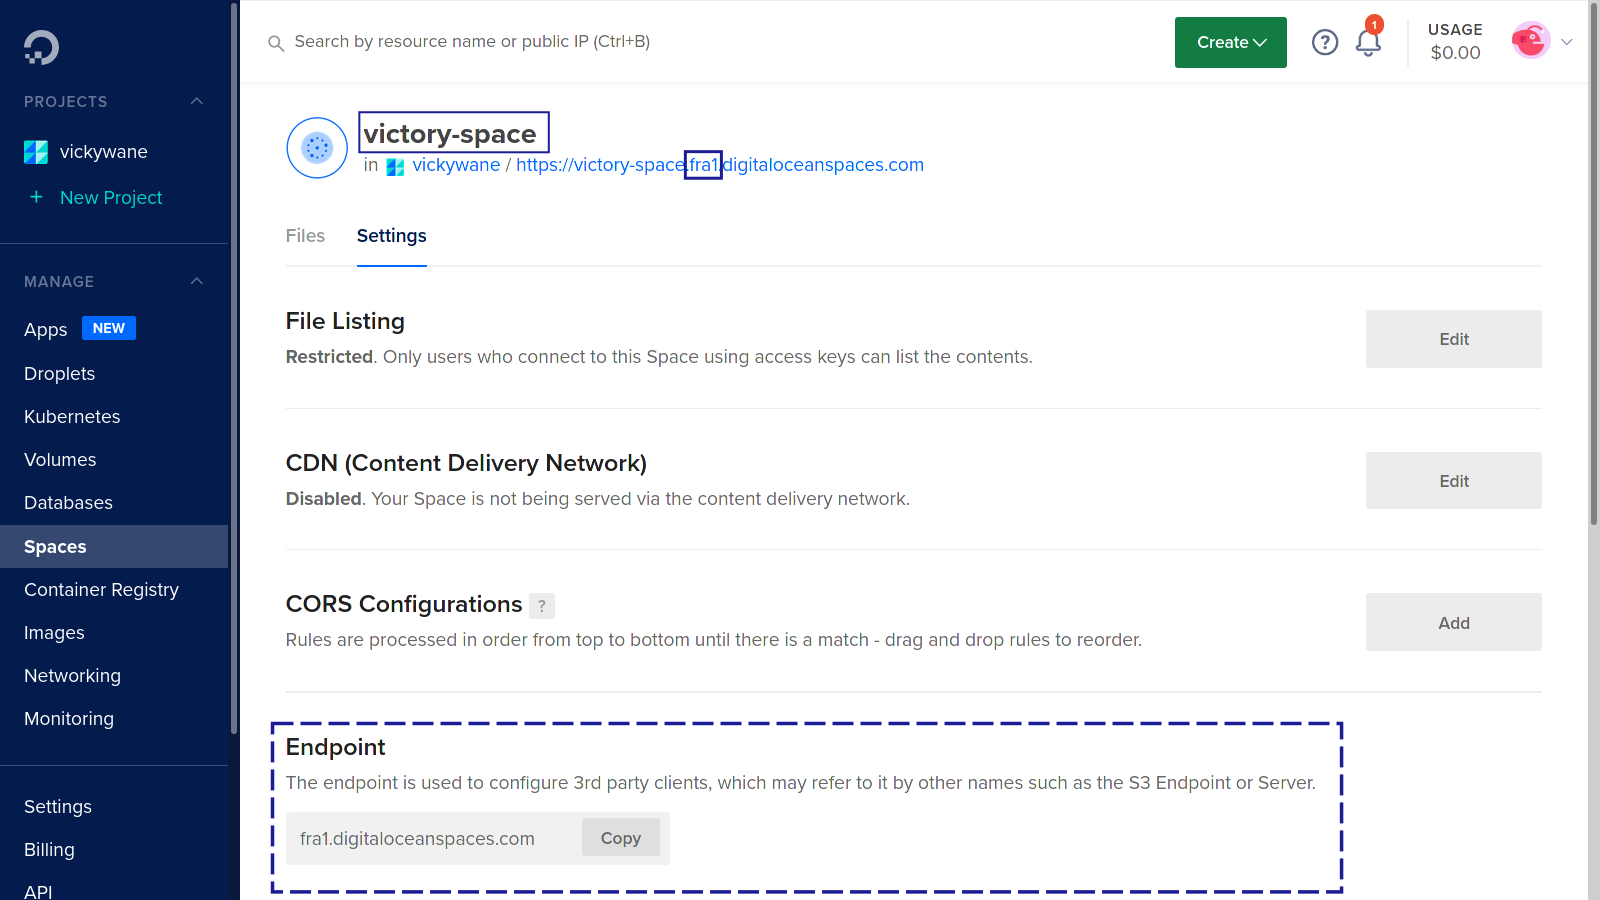 PROJECTS
vickywane
+ New Project
MANAGE
Apps NEW
Droplets
Kubernetes
Volumes
Databases
Spaces
Container Registry
Images
Networking
Monitoring
Settings
Billing
API
Search by resource name or public IP (Ctrl+B)
Create
?
1
USAGE
$0.00
victory-space
in vickywane / https://victory-space.fra1.digitaloceanspaces.com
Files Settings
File Listing
Restricted. Only users who connect to this Space using access keys can list the contents.
Edit
CDN (Content Delivery Network)
Disabled. Your Space is not being served via the content delivery network.
Edit
CORS Configurations ?
Rules are processed in order from top to bottom until there is a match - drag and drop rules to reorder.
Add
Endpoint
The endpoint is used to configure 3rd party clients, which may refer to it by other names such as the S3 Endpoint or Server.
fra1.digitaloceanspaces.com Copy